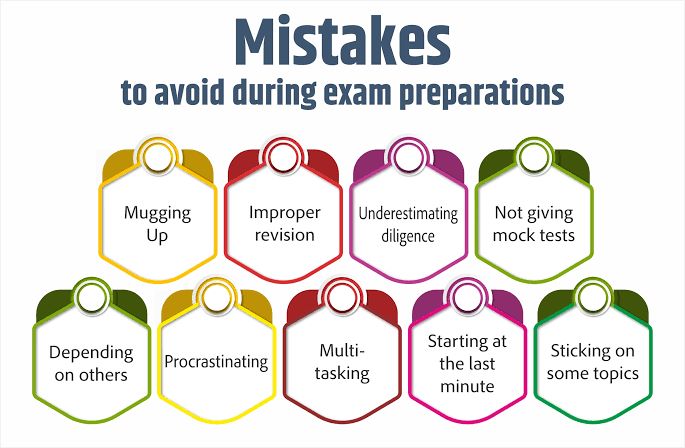 Mistakes
to avoid during exam preparations
Mugging
Up
Improper
revision
Underestimating
diligence
Not giving
mock tests
Depending
on others
Procrastinating
Multi-
tasking
Starting at
the last
minute
Sticking on
some topics